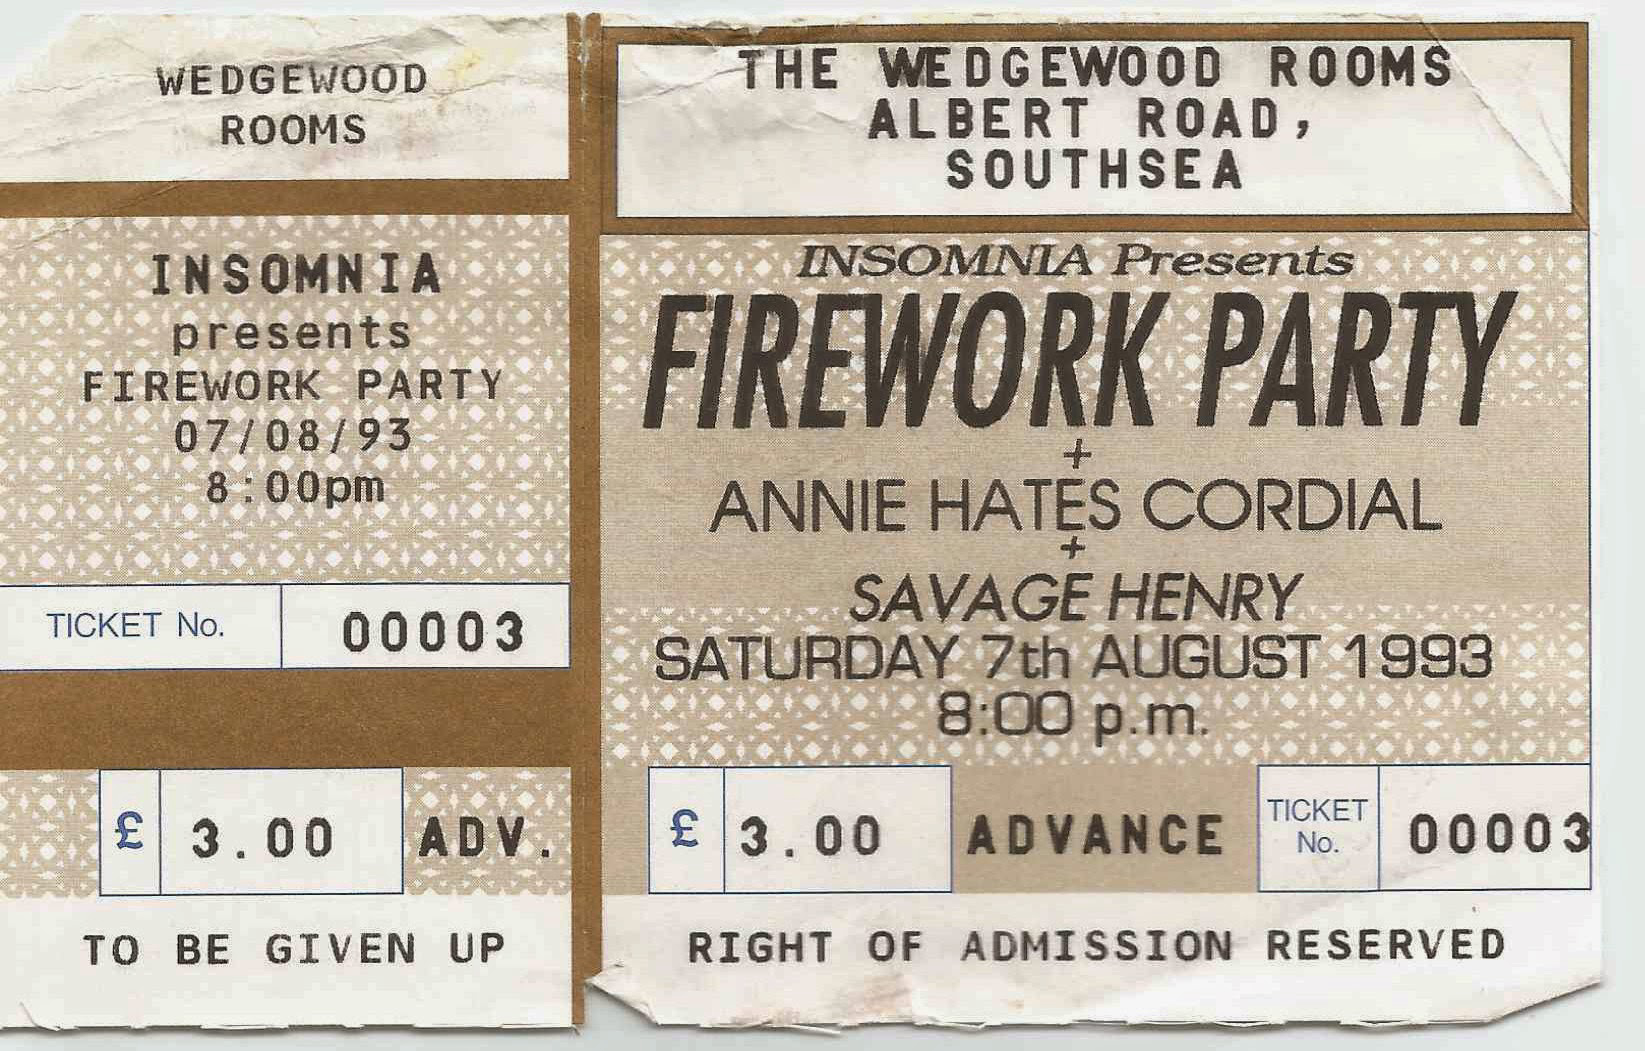 WEDGEWOOD
ROOMS
INSOMNIA
presents
FIREWORK PARTY
07/08/93
8:00pm
TICKET No. 00003
£ 3.00 ADV.
TO BE GIVEN UP
THE WEDGEWOOD ROOMS
ALBERT ROAD,
SOUTHSEA
INSOMNIA Presents
FIREWORK PARTY
+
ANNIE HATES CORDIAL
+
SAVAGE HENRY
SATURDAY 7th AUGUST 1993
8:00 p.m.
£ 3.00 ADVANCE TICKET No. 00003
RIGHT OF ADMISSION RESERVED